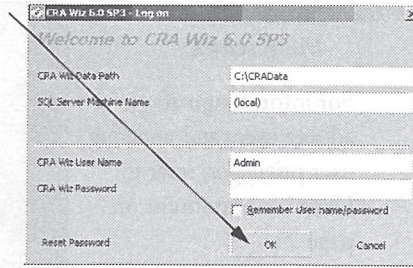 CRA Wiz 6.0 SP3 - Log on
Welcome to CRA Wiz 6.0 SP3
CRA Wiz Data Path C:\CRAData
SQL Server Machine Name (local)
CRA Wiz User Name Admin
CRA Wiz Password
Remember User name/password
Reset Password OK Cancel